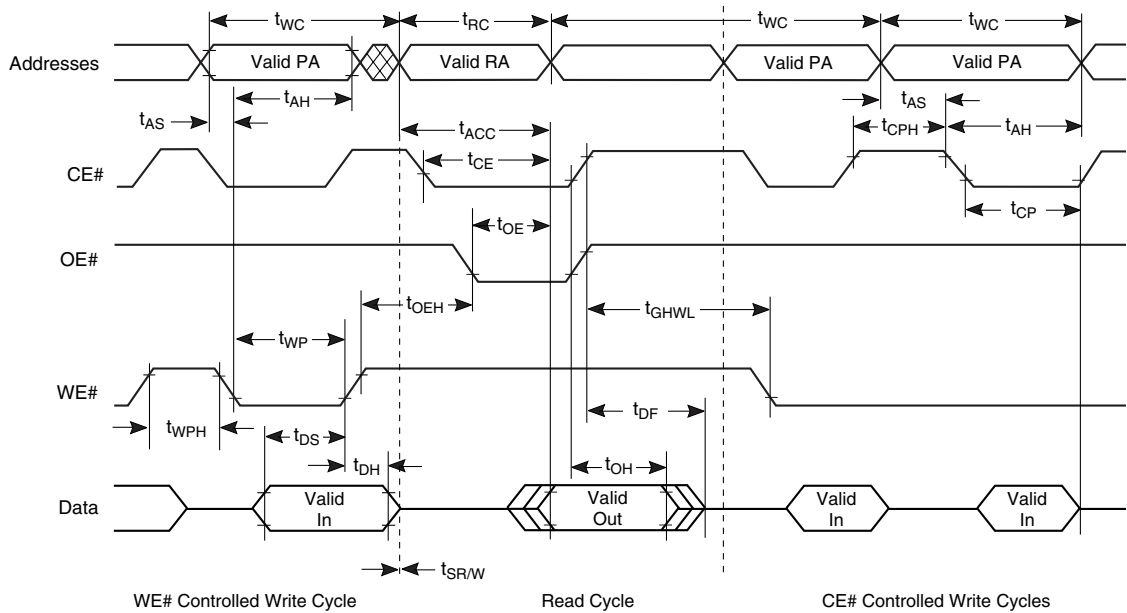 tWC tRC tWC tWC
Addresses Valid PA Valid RA Valid PA Valid PA
tAH tAS
tAS tACC tCPH tAH
CE# tCE
tCP
tOE
OE#
tOEH tGHWL
tWP
WE#
tDF
tWPH tDS
tDH tOH
Data Valid In Valid Out Valid In Valid In
tSR/W
WE# Controlled Write Cycle Read Cycle CE# Controlled Write Cycles